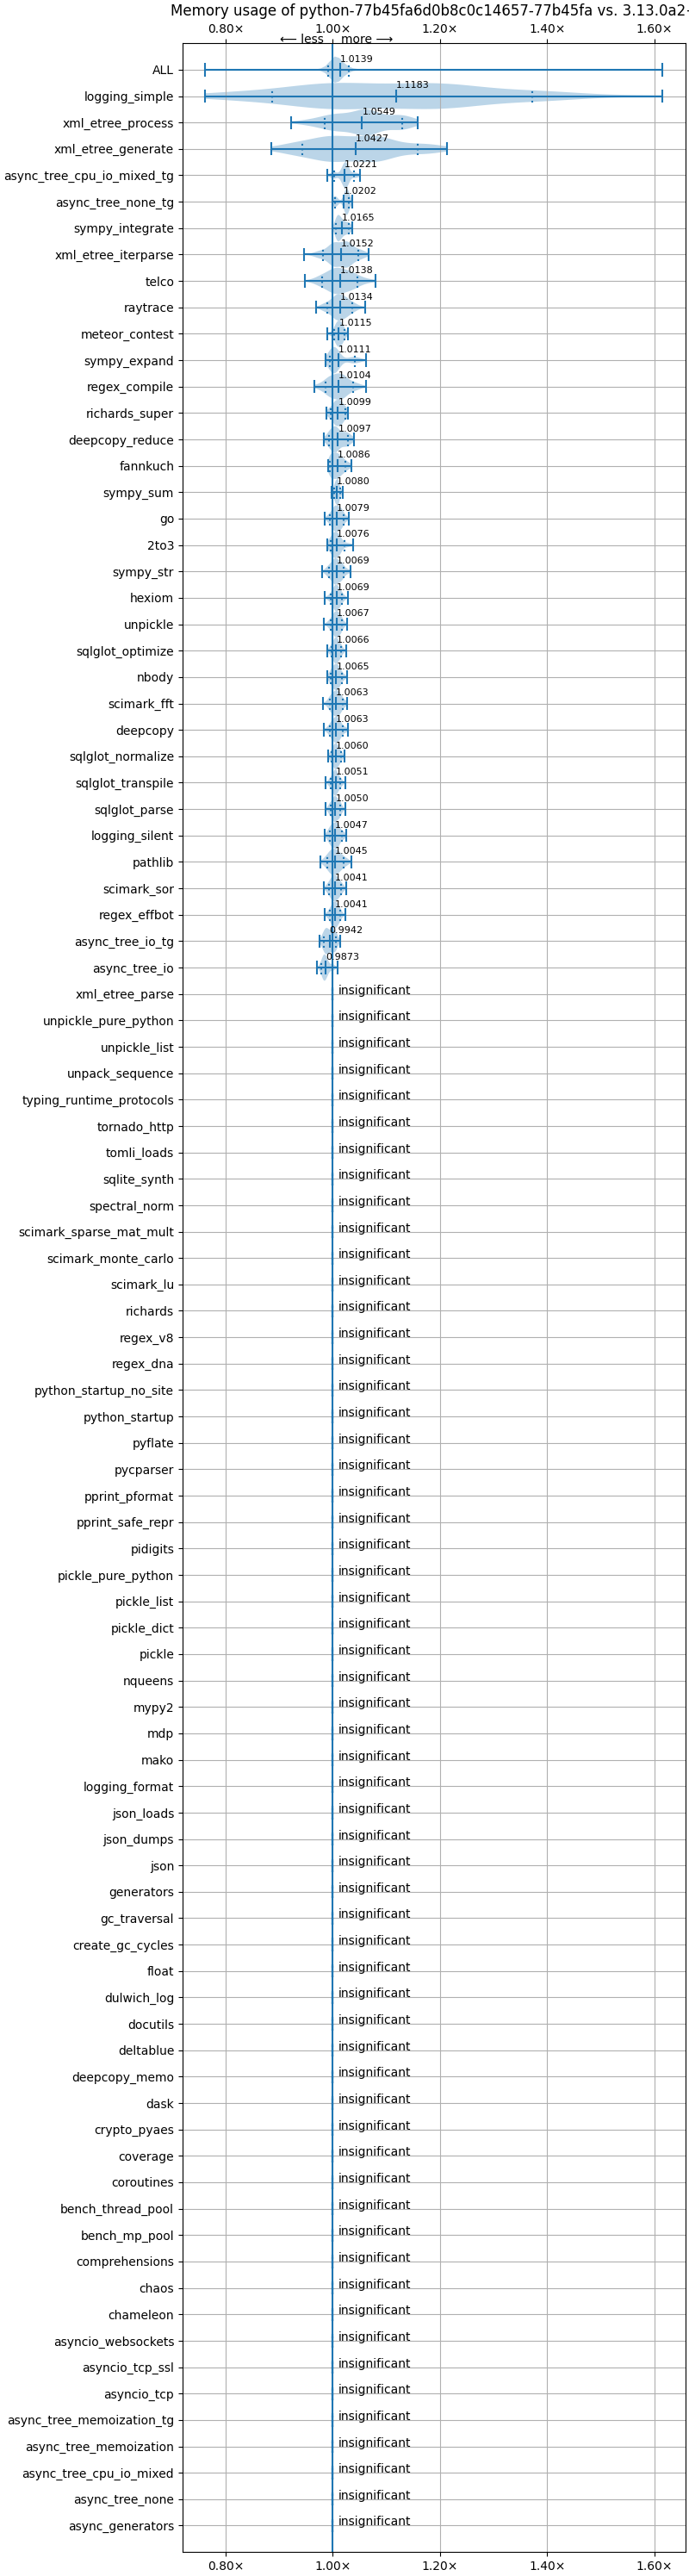 Memory usage of python-77b45fa6d0b8c0c14657-77b45fa vs. 3.13.0a2-
0.80× 1.00× 1.20× 1.40× 1.60×
⟵ less more ⟶
ALL 1.0139
logging_simple 1.1183
xml_etree_process 1.0549
xml_etree_generate 1.0427
async_tree_cpu_io_mixed_tg 1.0221
async_tree_none_tg 1.0202
sympy_integrate 1.0165
xml_etree_iterparse 1.0152
telco 1.0138
raytrace 1.0134
meteor_contest 1.0115
sympy_expand 1.0111
regex_compile 1.0104
richards_super 1.0099
deepcopy_reduce 1.0097
fannkuch 1.0086
sympy_sum 1.0080
go 1.0079
2to3 1.0076
sympy_str 1.0069
hexiom 1.0069
unpickle 1.0067
sqlglot_optimize 1.0066
nbody 1.0065
scimark_fft 1.0063
deepcopy 1.0063
sqlglot_normalize 1.0060
sqlglot_transpile 1.0051
sqlglot_parse 1.0050
logging_silent 1.0047
pathlib 1.0045
scimark_sor 1.0041
regex_effbot 1.0041
async_tree_io_tg 0.9942
async_tree_io 0.9873
xml_etree_parse insignificant
unpickle_pure_python insignificant
unpickle_list insignificant
unpack_sequence insignificant
typing_runtime_protocols insignificant
tornado_http insignificant
tomli_loads insignificant
sqlite_synth insignificant
spectral_norm insignificant
scimark_sparse_mat_mult insignificant
scimark_monte_carlo insignificant
scimark_lu insignificant
richards insignificant
regex_v8 insignificant
regex_dna insignificant
python_startup_no_site insignificant
python_startup insignificant
pyflate insignificant
pycparser insignificant
pprint_pformat insignificant
pprint_safe_repr insignificant
pidigits insignificant
pickle_pure_python insignificant
pickle_list insignificant
pickle_dict insignificant
pickle insignificant
nqueens insignificant
mypy2 insignificant
mdp insignificant
mako insignificant
logging_format insignificant
json_loads insignificant
json_dumps insignificant
json insignificant
generators insignificant
gc_traversal insignificant
create_gc_cycles insignificant
float insignificant
dulwich_log insignificant
docutils insignificant
deltablue insignificant
deepcopy_memo insignificant
dask insignificant
crypto_pyaes insignificant
coverage insignificant
coroutines insignificant
bench_thread_pool insignificant
bench_mp_pool insignificant
comprehensions insignificant
chaos insignificant
chameleon insignificant
asyncio_websockets insignificant
asyncio_tcp_ssl insignificant
asyncio_tcp insignificant
async_tree_memoization_tg insignificant
async_tree_memoization insignificant
async_tree_cpu_io_mixed insignificant
async_tree_none insignificant
async_generators insignificant
0.80× 1.00× 1.20× 1.40× 1.60×